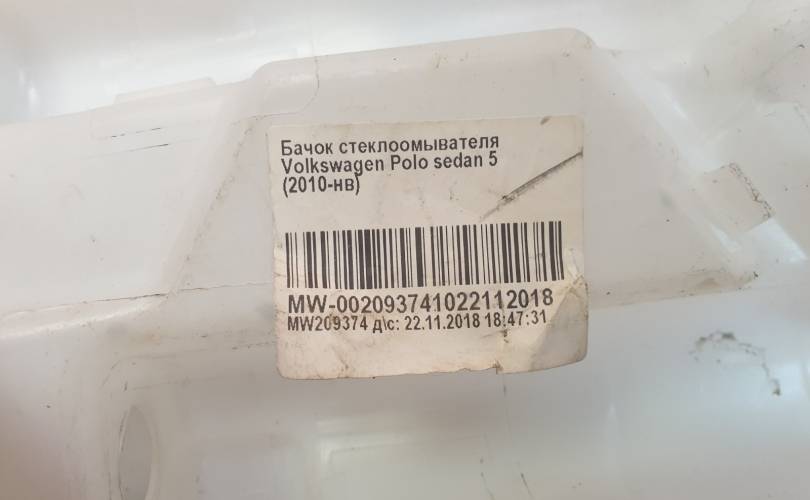 Бачок стеклоомывателя
Volkswagen Polo sedan 5
(2010-нв)
MW-002093741022112018
MW209374 д\с: 22.11.2018 18:47:31